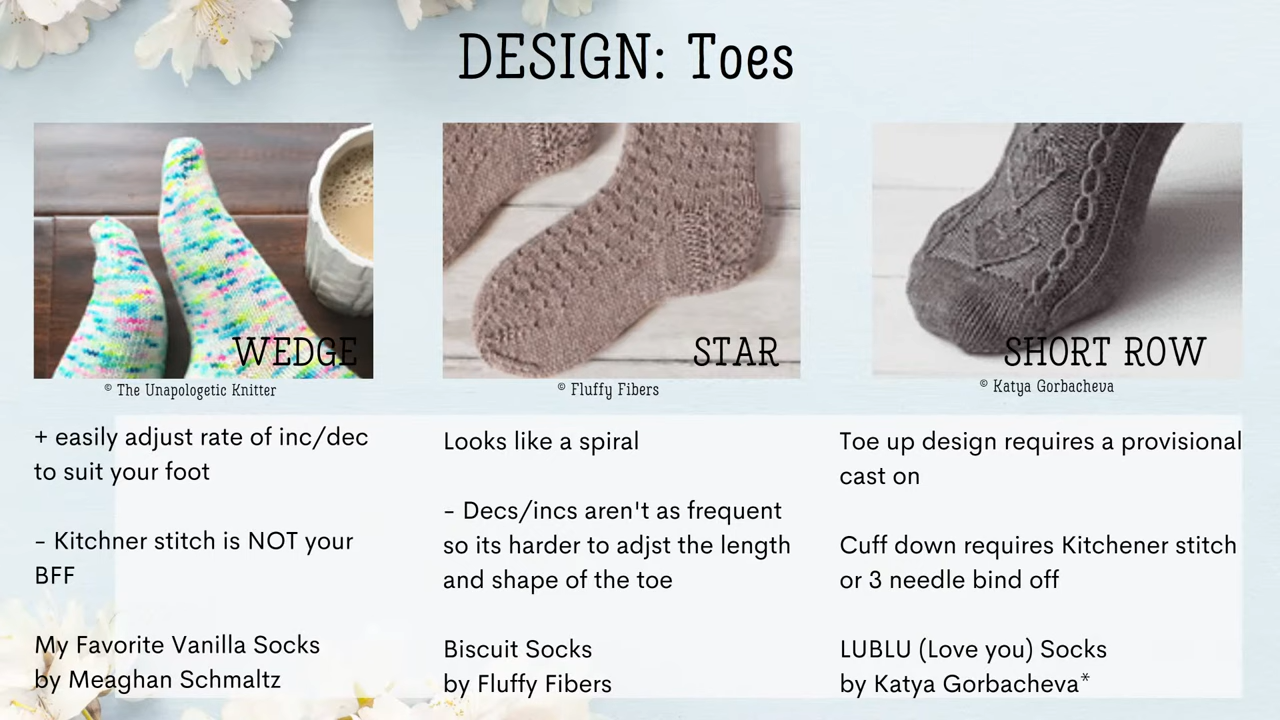 DESIGN: Toes
WEDGE
© The Unapologetic Knitter
+ easily adjust rate of inc/dec
to suit your foot
- Kitchner stitch is NOT your
BFF
My Favorite Vanilla Socks
by Meaghan Schmaltz
STAR
© Fluffy Fibers
Looks like a spiral
- Decs/incs aren't as frequent
so its harder to adjst the length
and shape of the toe
Biscuit Socks
by Fluffy Fibers
SHORT ROW
© Katya Gorbacheva
Toe up design requires a provisional
cast on
Cuff down requires Kitchener stitch
or 3 needle bind off
LUBLU (Love you) Socks
by Katya Gorbacheva*